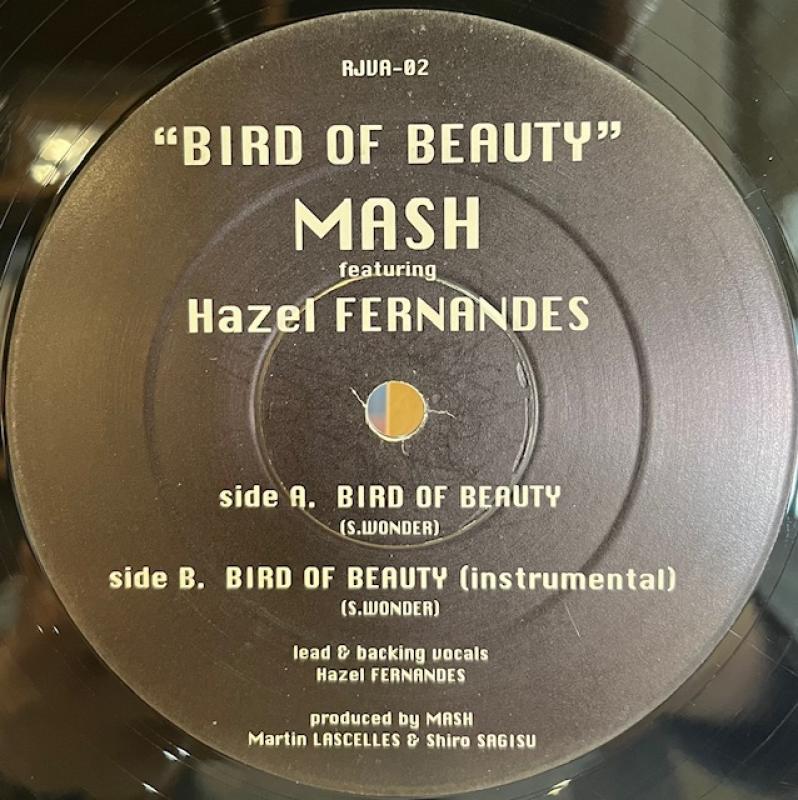 RJVA-02
“BIRD OF BEAUTY”
MASH
featuring
Hazel FERNANDES
side A. BIRD OF BEAUTY
(S.WONDER)
side B. BIRD OF BEAUTY (instrumental)
(S.WONDER)
lead & backing vocals
Hazel FERNANDES
produced by MASH
Martin LASCELLES & Shiro SAGISU